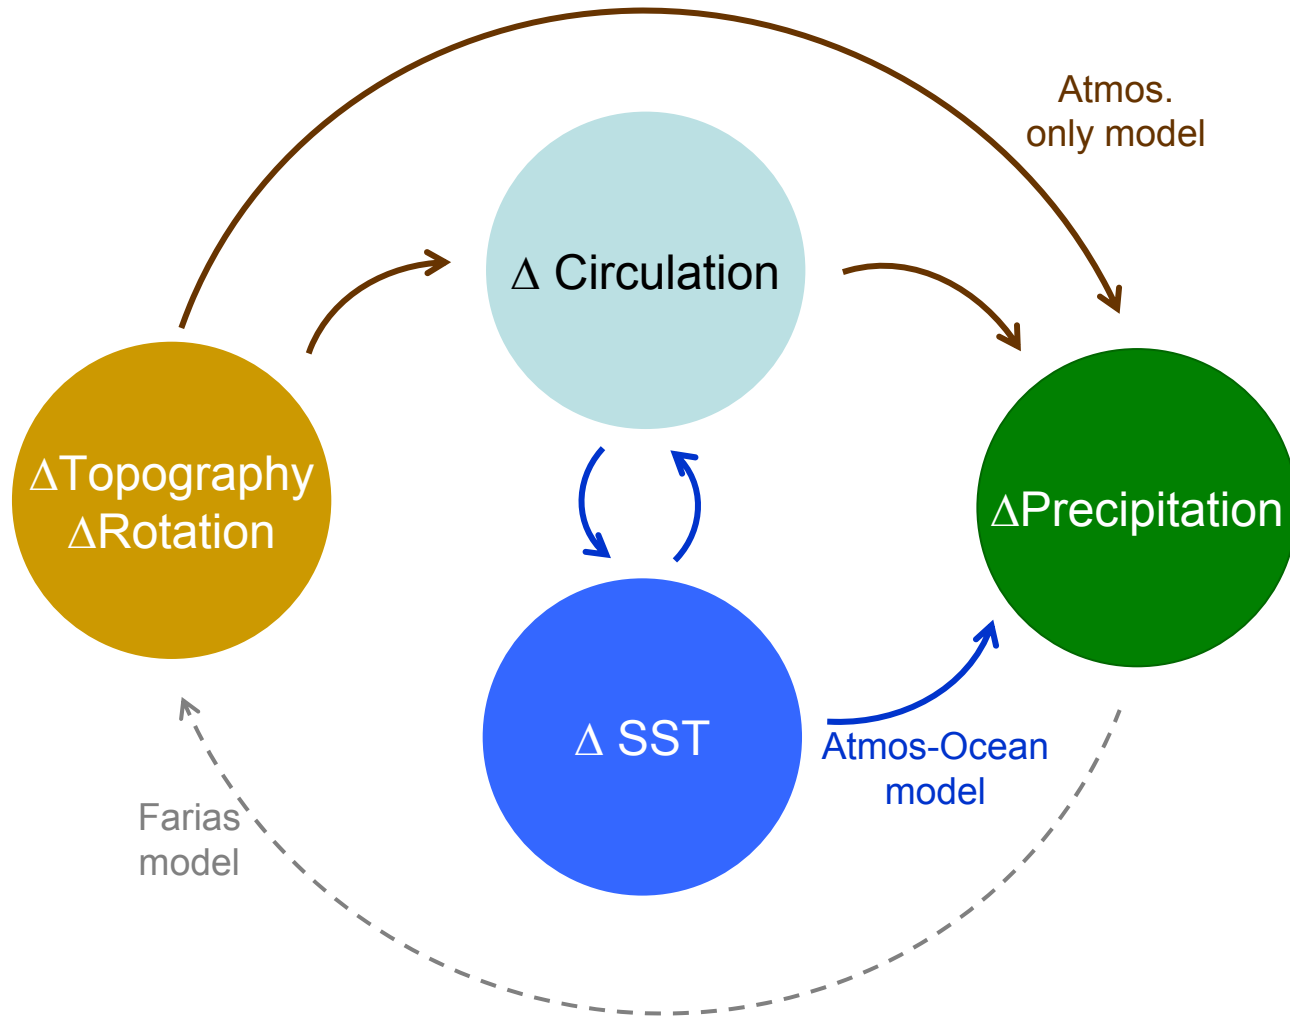 Atmos.
only model
Δ Circulation
ΔTopography
ΔRotation
ΔPrecipitation
Δ SST
Atmos-Ocean
model
Farias
model